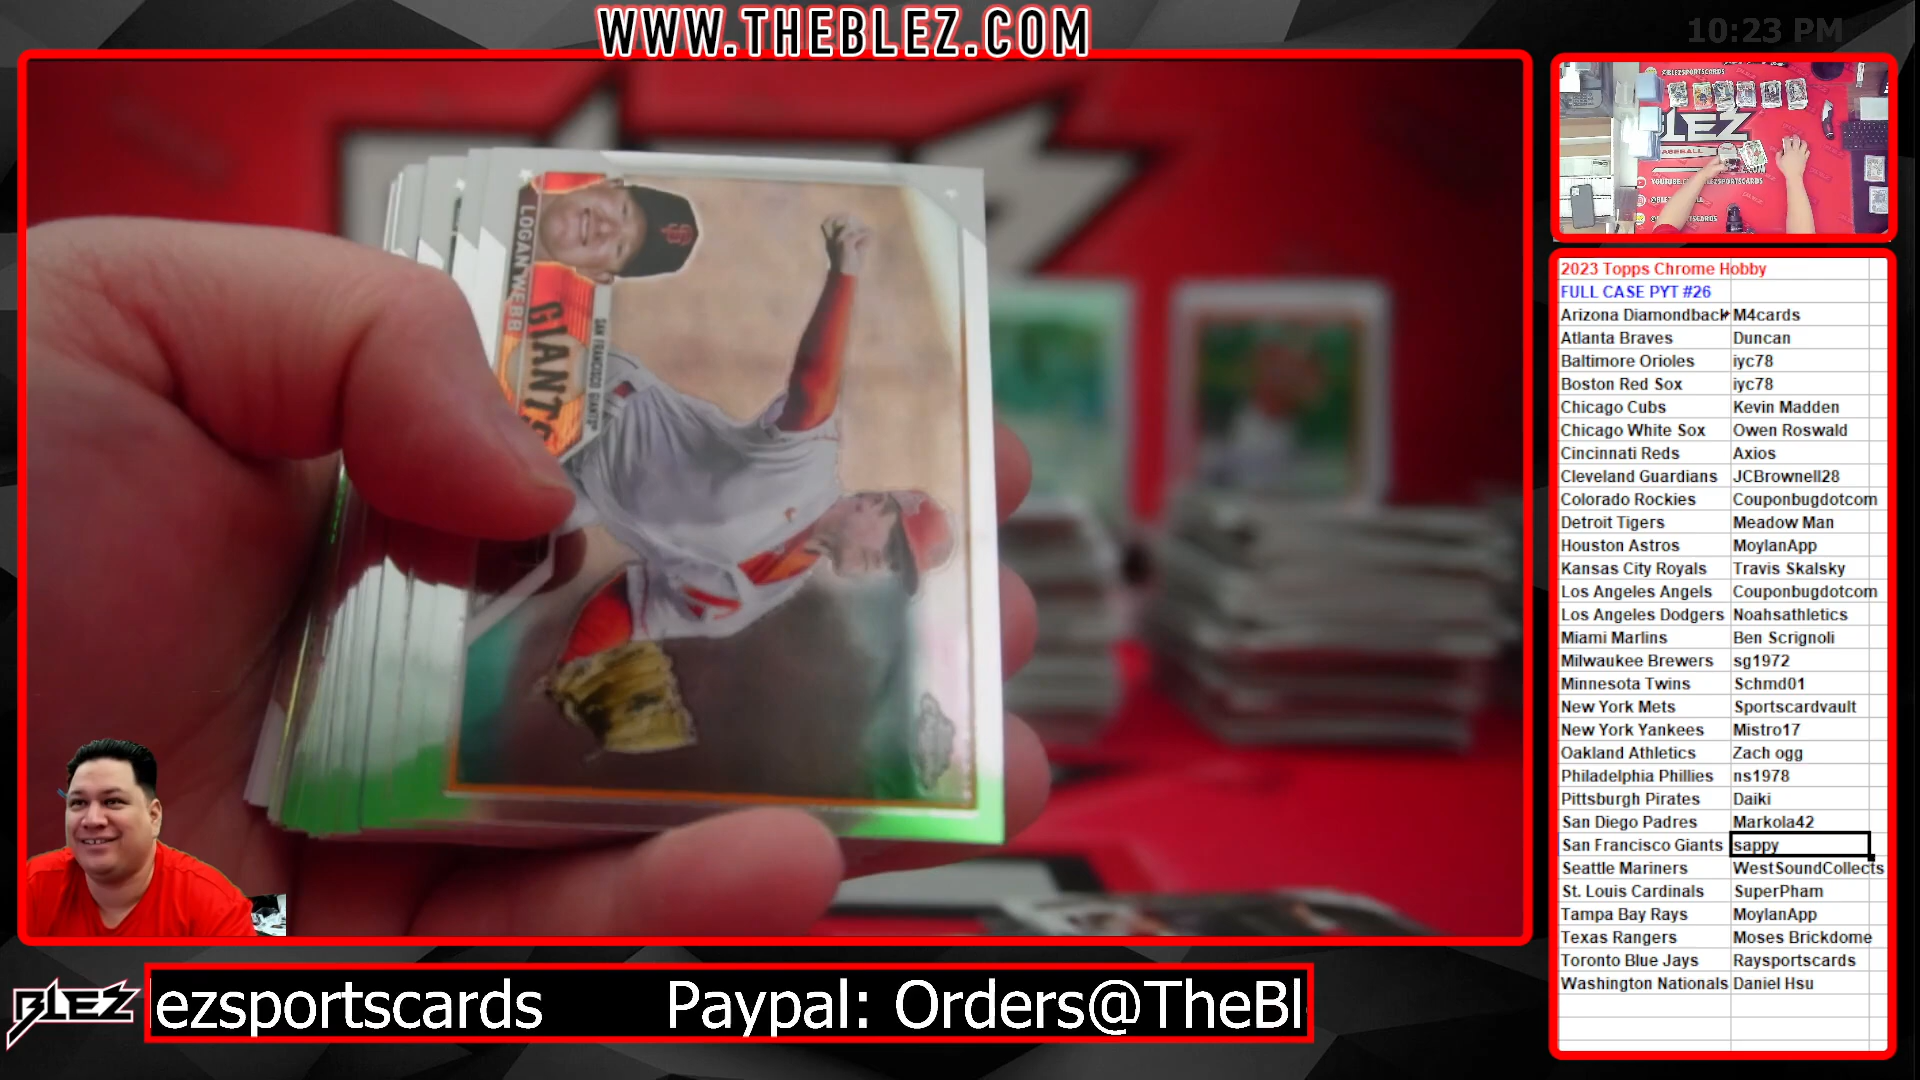 WWW.THEBLEZ.COM
10:23 PM
LOGAN WEBB
SAN FRANCISCO GIANTS
GIANTS
2023 Topps Chrome Hobby
FULL CASE PYT #26
Arizona Diamondback M4cards
Atlanta Braves Duncan
Baltimore Orioles iyc78
Boston Red Sox iyc78
Chicago Cubs Kevin Madden
Chicago White Sox Owen Roswald
Cincinnati Reds Axios
Cleveland Guardians JCBrownell28
Colorado Rockies Couponbugdotcom
Detroit Tigers Meadow Man
Houston Astros MoylanApp
Kansas City Royals Travis Skalsky
Los Angeles Angels Couponbugdotcom
Los Angeles Dodgers Noahsathletics
Miami Marlins Ben Scrignoli
Milwaukee Brewers sg1972
Minnesota Twins Schmd01
New York Mets Sportscardvault
New York Yankees Mistro17
Oakland Athletics Zach ogg
Philadelphia Phillies ns1978
Pittsburgh Pirates Daiki
San Diego Padres Markola42
San Francisco Giants sappy
Seattle Mariners WestSoundCollects
St. Louis Cardinals SuperPham
Tampa Bay Rays MoylanApp
Texas Rangers Moses Brickdome
Toronto Blue Jays Raysportscards
Washington Nationals Daniel Hsu
BLEZ
lezsportscards Paypal: Orders@TheBl